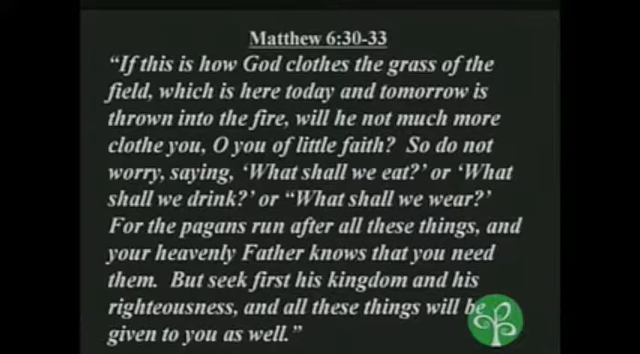 Matthew 6:30-33
“If this is how God clothes the grass of the
field, which is here today and tomorrow is
thrown into the fire, will he not much more
clothe you, O you of little faith?  So do not
worry, saying, ‘What shall we eat?’ or ‘What
shall we drink?’ or “What shall we wear?’
For the pagans run after all these things, and
your heavenly Father knows that you need
them.  But seek first his kingdom and his
righteousness, and all these things will be
given to you as well.”